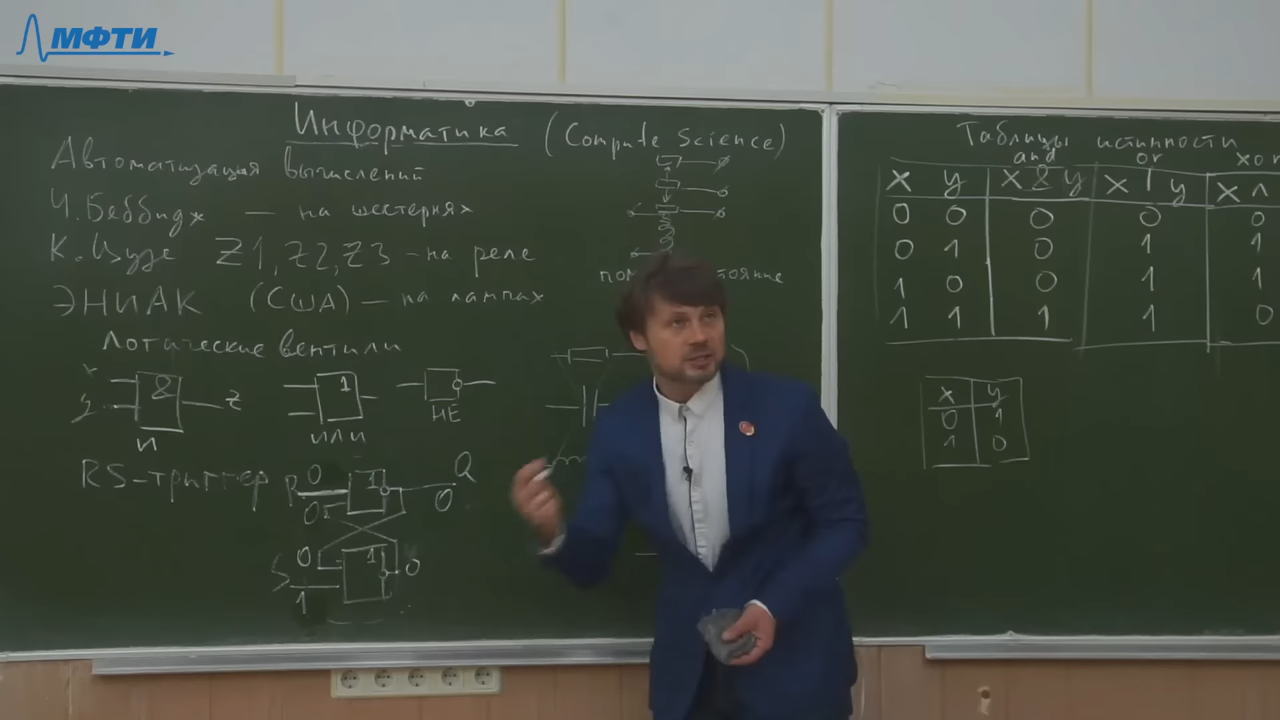 МФТИ
Информатика (Compute Science)
Автоматизация вычислений
Ч. Беббидж — на шестернях
К. Цузе Z1, Z2, Z3 — на реле
ЭНИАК (США) — на лампах
Логические вентили
x
y
&
z
И
1
ИЛИ
НЕ
RS-триггер
R 0 1 Q
0 0
0 1 0
S
1
Таблицы истинности
and or xor
x y x & y x | y x ^
0 0 0 0 0
0 1 0 1 1
1 0 0 1 1
1 1 1 1 0
x y
0 1
1 0